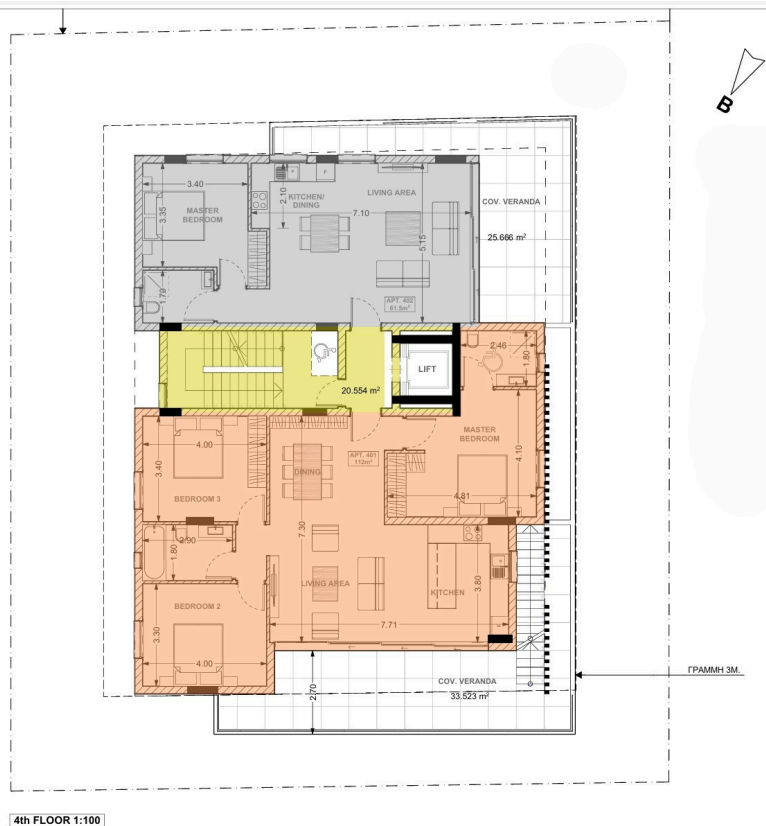 B
3.40
3.35
MASTER
BEDROOM
1.70
2.10
KITCHEN/
DINING
F
LIVING AREA
7.10
5.15
COV. VERANDA
25.666 m²
APT. 402
61.5m²
20.554 m²
LIFT
2.46
1.80
MASTER
BEDROOM
4.10
4.81
4.00
3.40
BEDROOM 3
DINING
APT. 401
112m²
7.30
2.90
1.80
BEDROOM 2
3.30
4.00
LIVING AREA
KITCHEN
3.80
7.71
COV. VERANDA
33.523 m²
2.70
ΓΡΑΜΜΗ 3Μ.
4th FLOOR 1:100